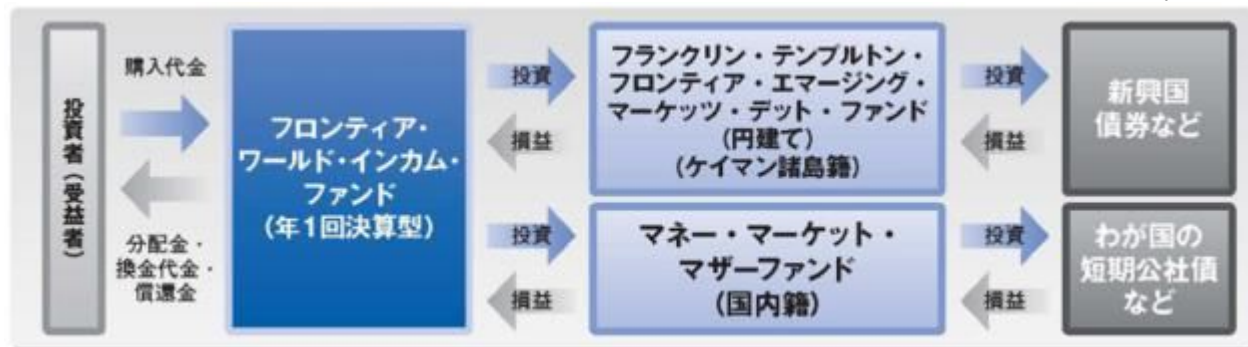 投資者（受益者）
購入代金
分配金・
換金代金・
償還金
フロンティア・
ワールド・インカム・
ファンド
（年1回決算型）
投資
損益
投資
損益
フランクリン・テンプルトン・
フロンティア・エマージング・
マーケッツ・デット・ファンド
（円建て）
（ケイマン諸島籍）
マネー・マーケット・
マザーファンド
（国内籍）
投資
損益
投資
損益
新興国
債券など
わが国の
短期公社債
など